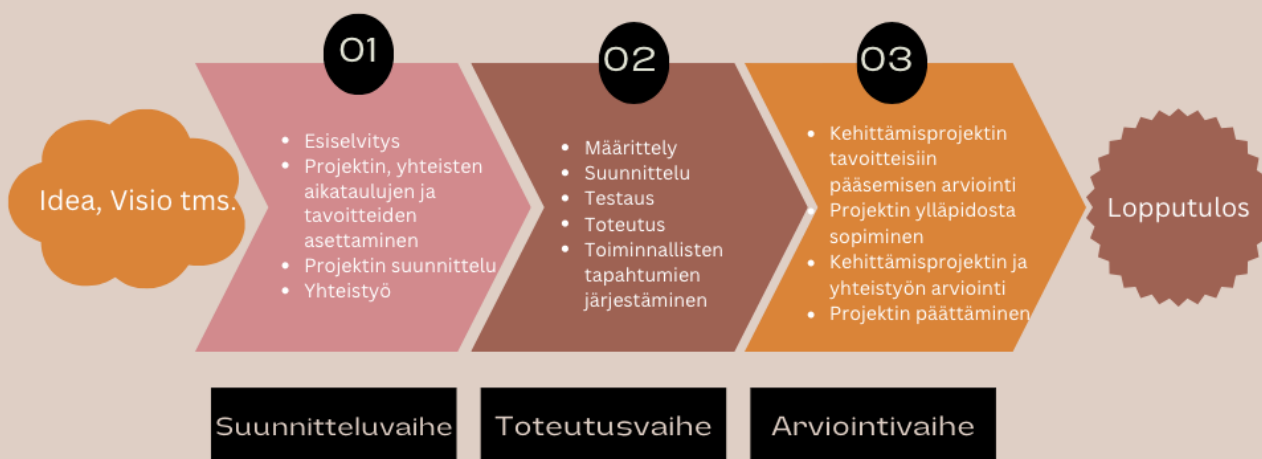 Idea, Visio tms.
01
• Esiselvitys
• Projektin, yhteisten
aikataulujen ja
tavoitteiden
asettaminen
• Projektin suunnittelu
• Yhteistyö
Suunnitteluvaihe
02
• Määrittely
• Suunnittelu
• Testaus
• Toteutus
• Toiminnallisten
tapahtumien
järjestäminen
Toteutusvaihe
03
• Kehittämisprojektin
tavoitteisiin
pääsemisen arviointi
• Projektin ylläpidosta
sopiminen
• Kehittämisprojektin ja
yhteistyön arviointi
• Projektin päättäminen
Arviointivaihe
Lopputulos